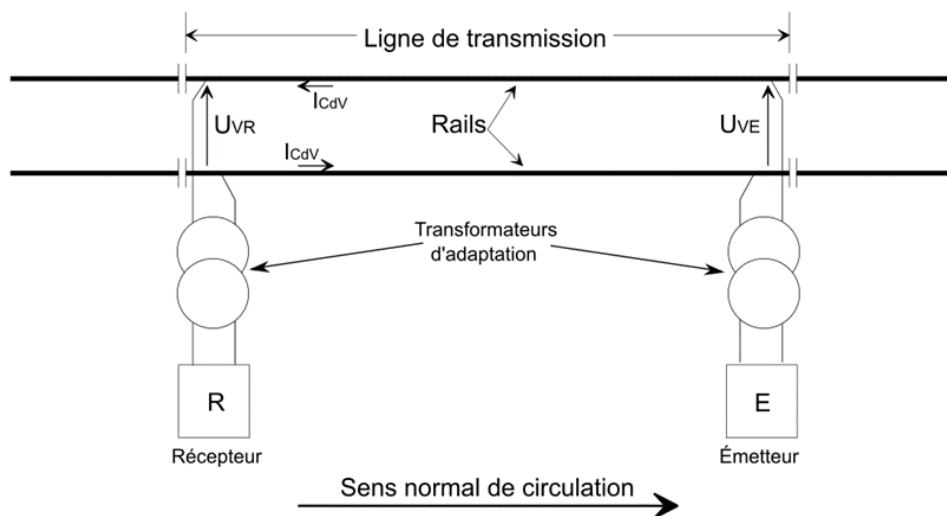 Ligne de transmission
ICdV
UVR
Rails
UVE
ICdV
Transformateurs
d'adaptation
R
E
Récepteur
Émetteur
Sens normal de circulation